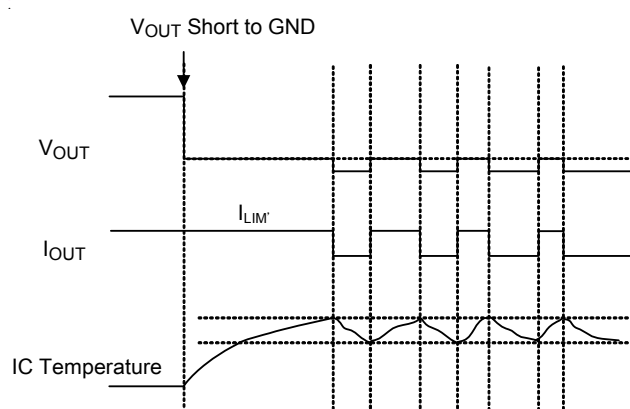 VOUT Short to GND
VOUT
ILIM'
IOUT
IC Temperature